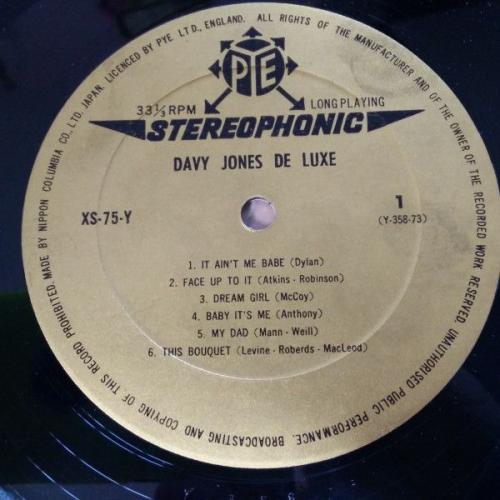 MADE BY NIPPON COLUMBIA CO., LTD. JAPAN. LICENCED BY PYE LTD., ENGLAND. ALL RIGHTS OF THE MANUFACTURER AND OF THE OWNER OF THE RECORDED WORK RESERVED. UNAUTHORISED PUBLIC PERFORMANCE, BROADCASTING AND COPYING OF THIS RECORD PROHIBITED
PYE
33⅓ RPM LONG PLAYING
STEREOPHONIC
DAVY JONES DE LUXE
XS-75-Y 1
(Y-358-73)
1. IT AIN'T ME BABE (Dylan)
2. FACE UP TO IT (Atkins - Robinson)
3. DREAM GIRL (McCoy)
4. BABY IT'S ME (Anthony)
5. MY DAD (Mann - Weill)
6. THIS BOUQUET (Levine - Roberds - MacLeod)